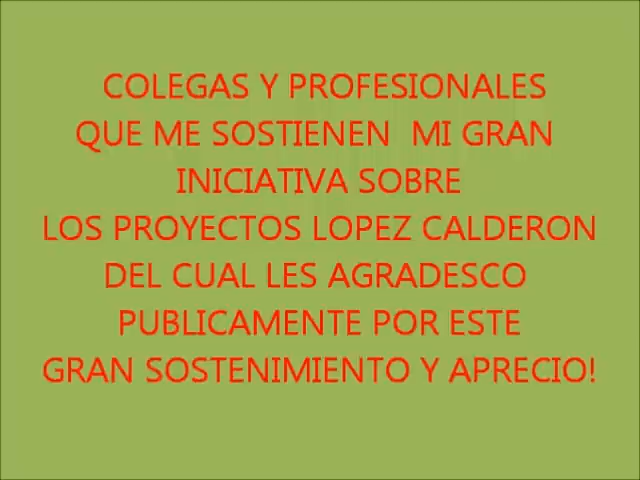 COLEGAS Y PROFESIONALES
QUE ME SOSTIENEN MI GRAN
INICIATIVA SOBRE
LOS PROYECTOS LOPEZ CALDERON
DEL CUAL LES AGRADESCO
PUBLICAMENTE POR ESTE
GRAN SOSTENIMIENTO Y APRECIO!